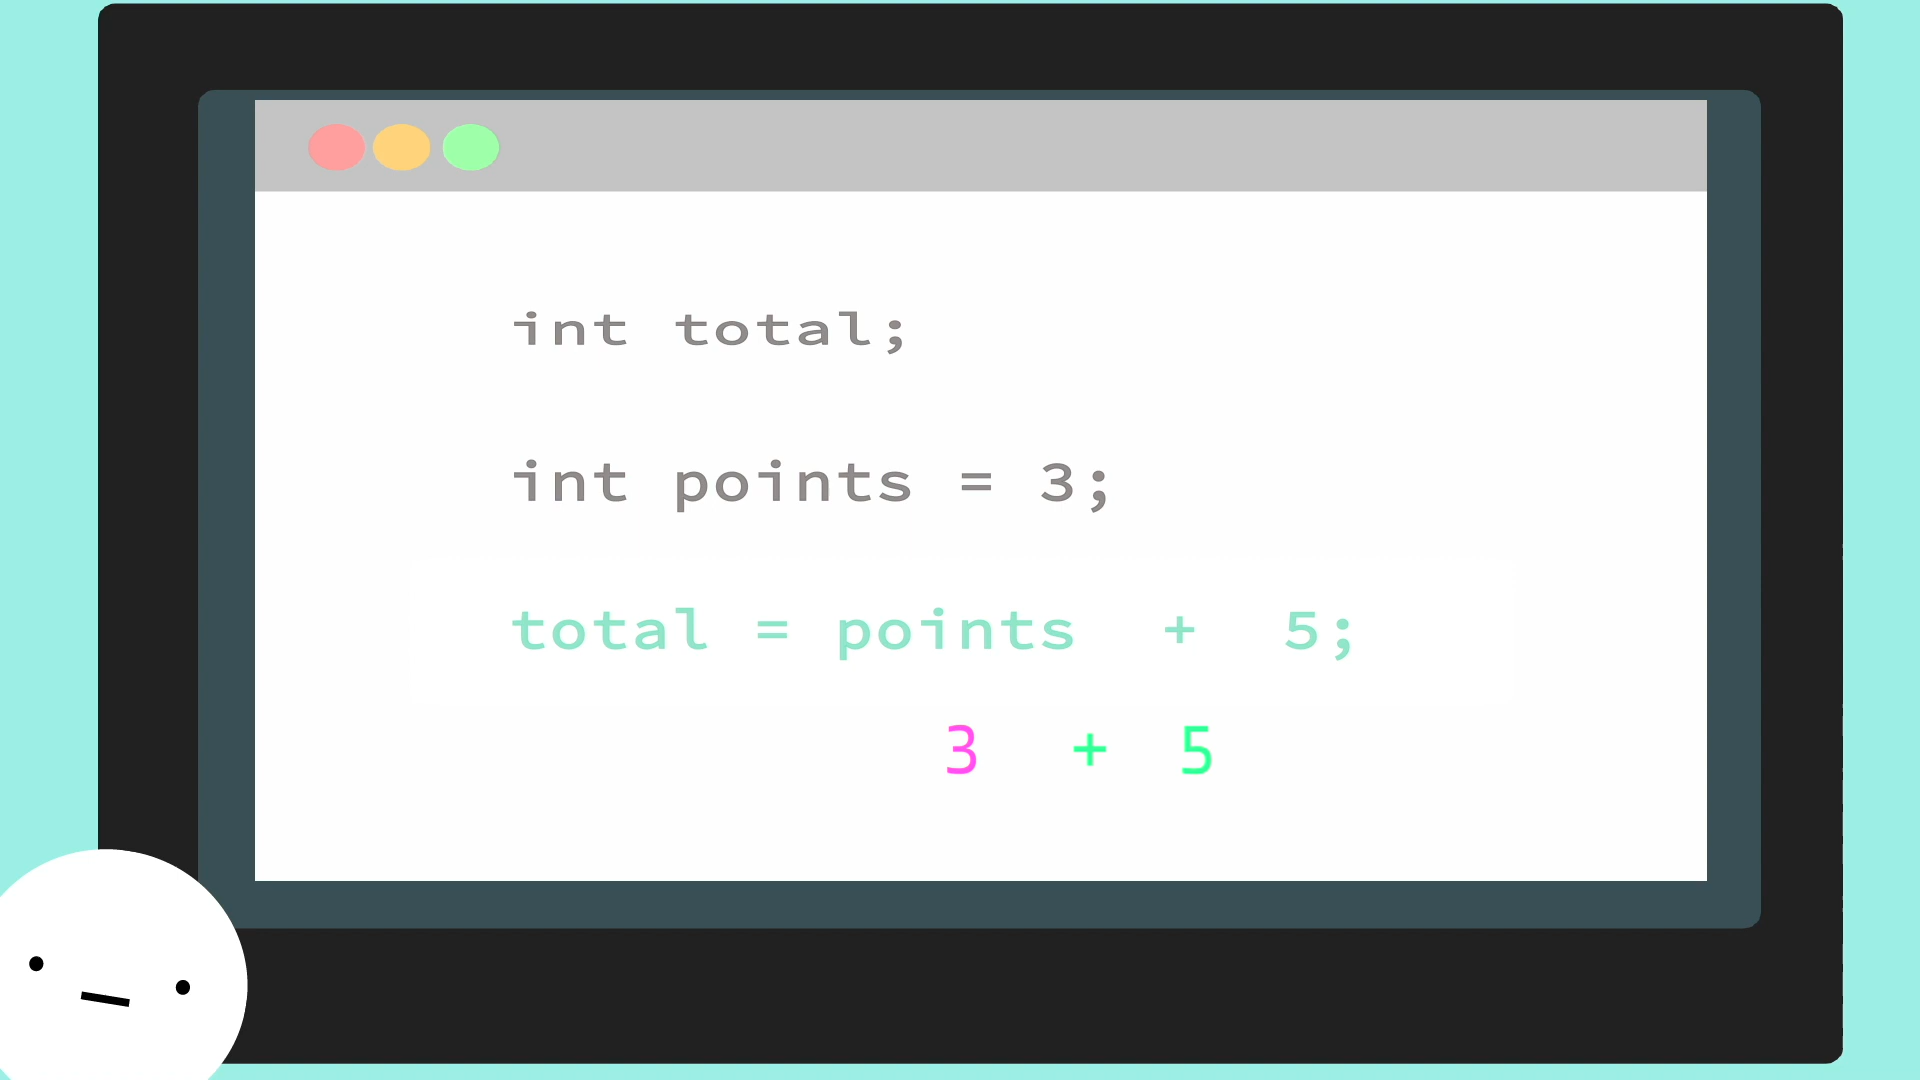 int total;
int points = 3;
total = points + 5;
3 + 5